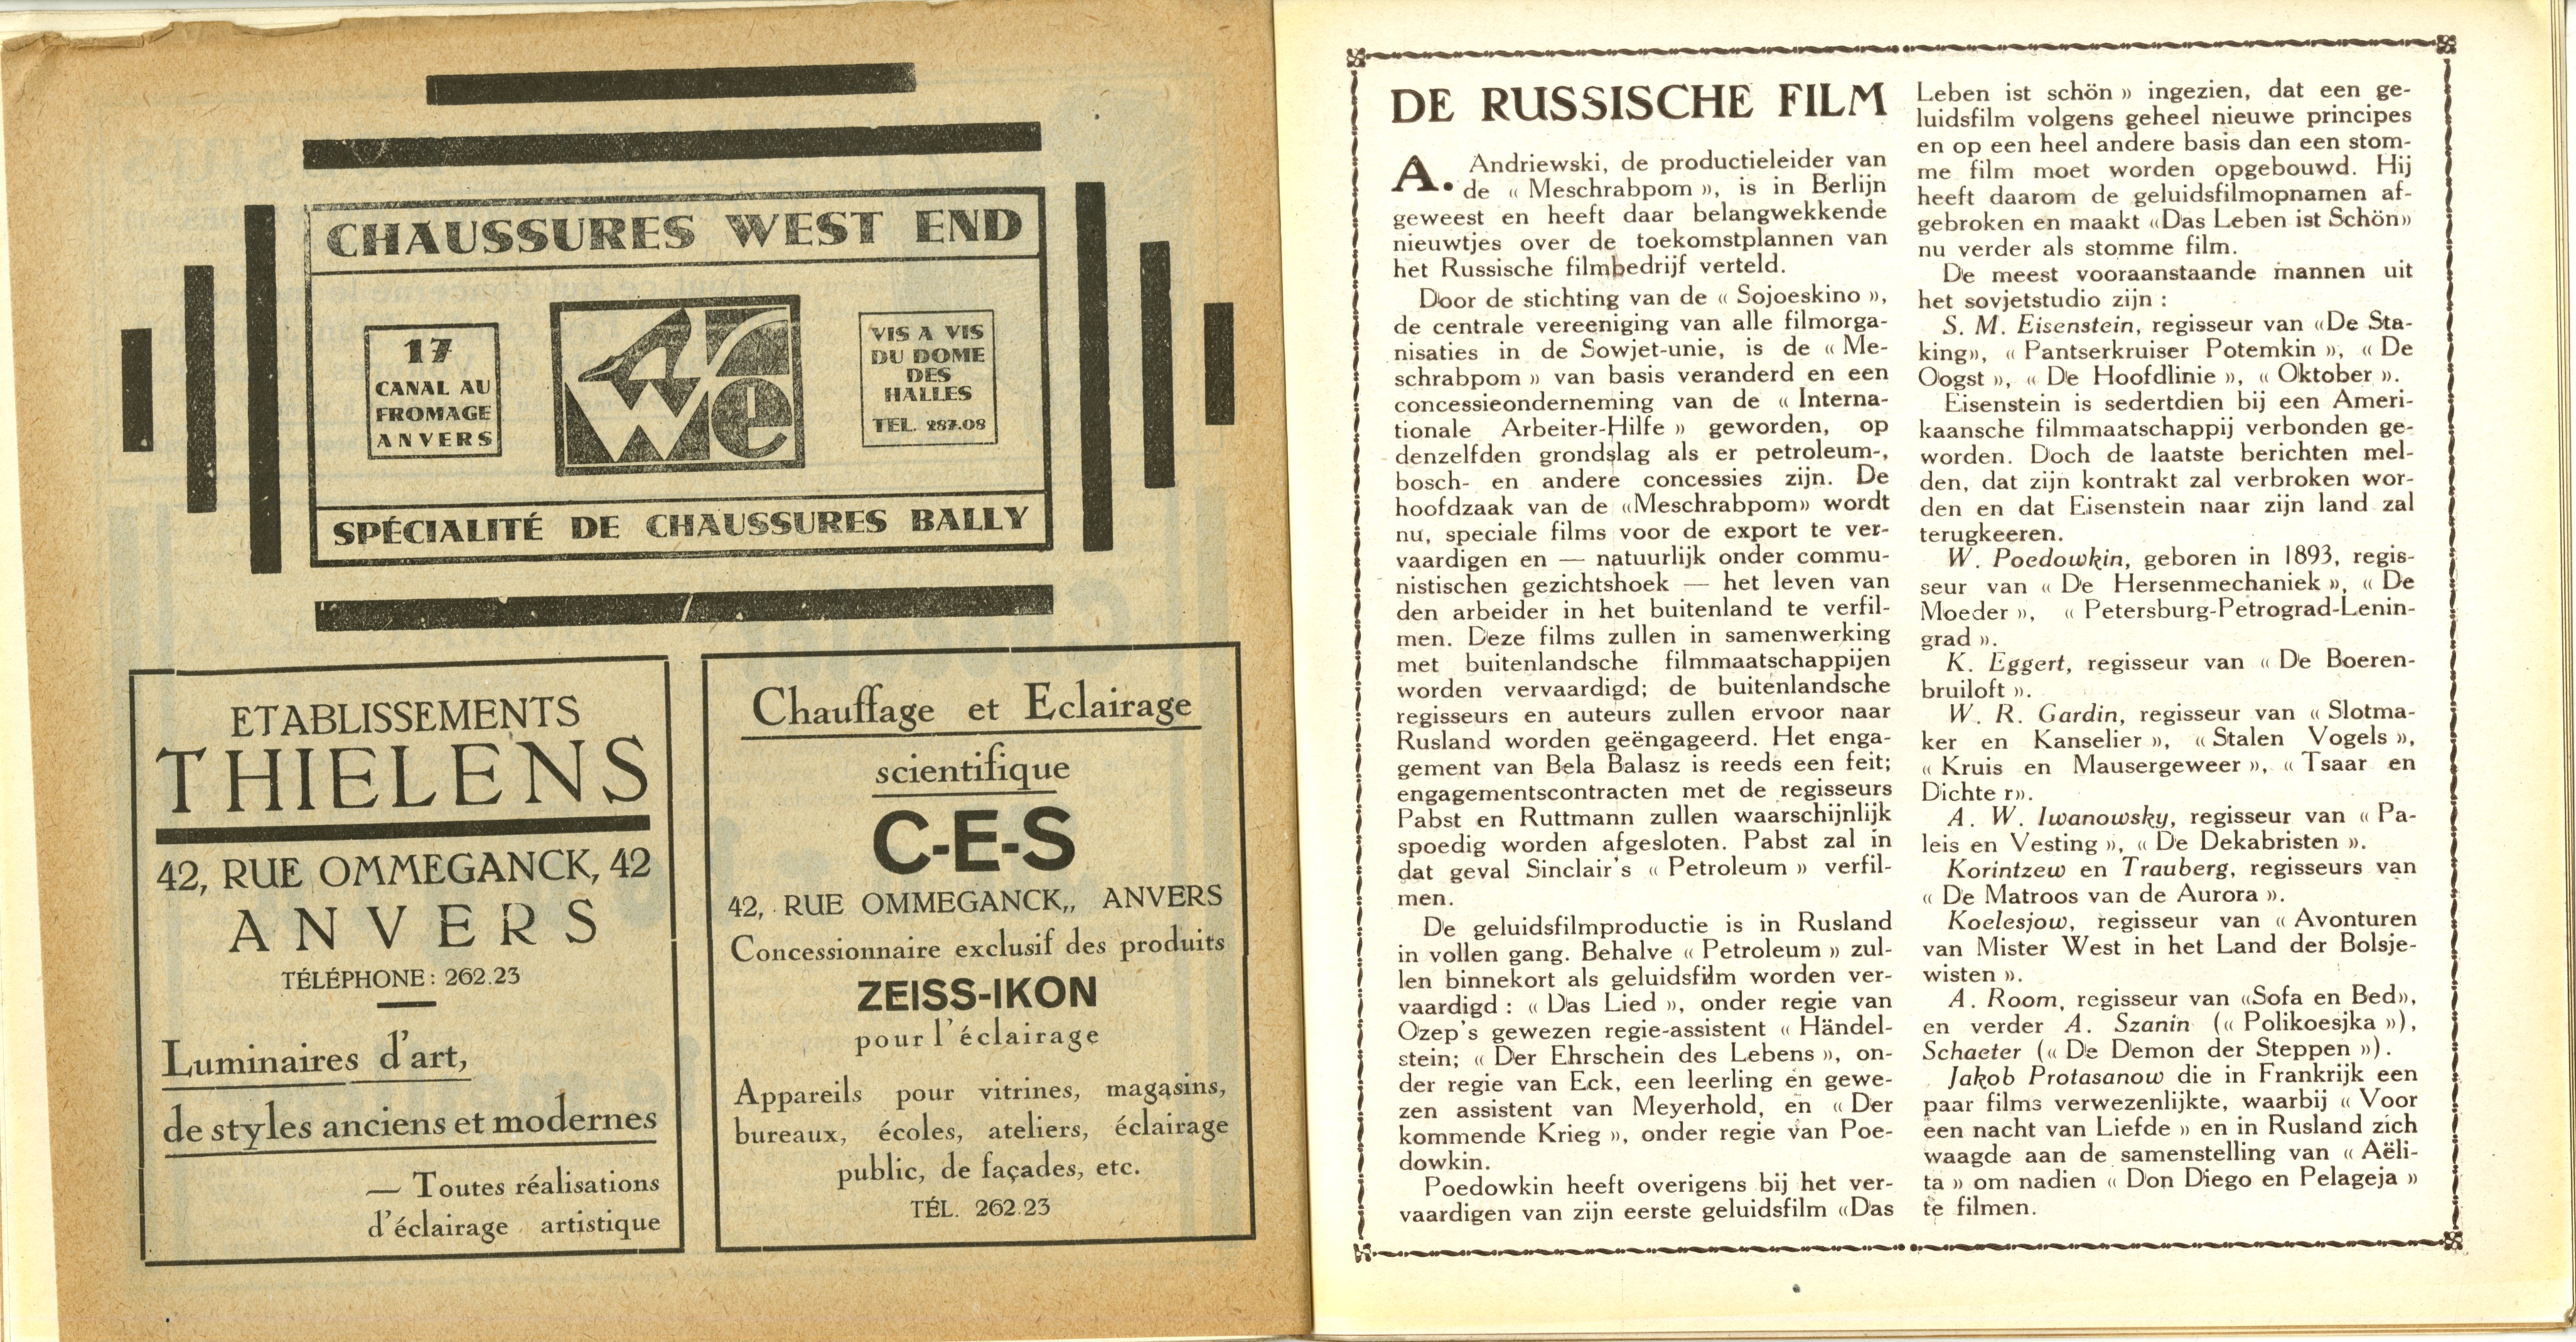 CHAUSSURES WEST END
17
CANAL AU
FROMAGE
ANVERS
We
VIS A VIS
DU DOME
DES
HALLES
TEL. 287.08
SPÉCIALITÉ DE CHAUSSURES BALLY
ETABLISSEMENTS
THIELENS
42, RUE OMMEGANCK, 42
ANVERS
TÉLÉPHONE : 262.23
Luminaires d'art,
de styles anciens et modernes
— Toutes réalisations
d'éclairage artistique
Chauffage et Eclairage
scientifique
C-E-S
42, RUE OMMEGANCK,, ANVERS
Concessionnaire exclusif des produits
ZEISS-IKON
pour l'éclairage
Appareils pour vitrines, magasins,
bureaux, écoles, ateliers, éclairage
public, de façades, etc.
TÉL. 262.23
DE RUSSISCHE FILM
A. Andriewski, de productieleider van
de « Meschrabpom », is in Berlijn
geweest en heeft daar belangwekkende
nieuwtjes over de toekomstplannen van
het Russische filmbedrijf verteld.
Door de stichting van de « Sojoeskino »,
de centrale vereeniging van alle filmorga-
nisaties in de Sowjet-unie, is de « Me-
schrabpom » van basis veranderd en een
concessieonderneming van de « Interna-
tionale Arbeiter-Hilfe » geworden, op
denzelfden grondslag als er petroleum-,
bosch- en andere concessies zijn. De
hoofdzaak van de «Meschrabpom» wordt
nu, speciale films voor de export te ver-
vaardigen en — natuurlijk onder commu-
nistischen gezichtshoek — het leven van
den arbeider in het buitenland te verfil-
men. Deze films zullen in samenwerking
met buitenlandsche filmmaatschappijen
worden vervaardigd; de buitenlandsche
regisseurs en auteurs zullen ervoor naar
Rusland worden geëngageerd. Het enga-
gement van Bela Balasz is reeds een feit;
engagementscontracten met de regisseurs
Pabst en Ruttmann zullen waarschijnlijk
spoedig worden afgesloten. Pabst zal in
dat geval Sinclair's « Petroleum » verfil-
men.
De geluidsfilmproductie is in Rusland
in vollen gang. Behalve « Petroleum » zul-
len binnekort als geluidsfilm worden ver-
vaardigd : « Das Lied », onder regie van
Ozep's gewezen regie-assistent « Händel-
stein; « Der Ehrschein des Lebens », on-
der regie van Eck, een leerling en gewe-
zen assistent van Meyerhold, en « Der
kommende Krieg », onder regie van Poe-
dowkin.
Poedowkin heeft overigens bij het ver-
vaardigen van zijn eerste geluidsfilm «Das
Leben ist schön » ingezien, dat een ge-
luidsfilm volgens geheel nieuwe principes
en op een heel andere basis dan een stom-
me film moet worden opgebouwd. Hij
heeft daarom de geluidsfilmopnamen af-
gebroken en maakt «Das Leben ist Schön»
nu verder als stomme film.
De meest vooraanstaande mannen uit
het sovjetstudio zijn :
S. M. Eisenstein, regisseur van «De Sta-
king», « Pantserkruiser Potemkin », « De
Oogst », « De Hoofdlinie », « Oktober ».
Eisenstein is sedertdien bij een Ameri-
kaansche filmmaatschappij verbonden ge-
worden. Doch de laatste berichten mel-
den, dat zijn kontrakt zal verbroken wor-
den en dat Eisenstein naar zijn land zal
terugkeeren.
W. Poedowkin, geboren in 1893, regis-
seur van « De Hersenmechaniek », « De
Moeder », « Petersburg-Petrograd-Lenin-
grad ».
K. Eggert, regisseur van « De Boeren-
bruiloft ».
W. R. Gardin, regisseur van « Slotma-
ker en Kanselier », « Stalen Vogels »,
« Kruis en Mausergeweer », « Tsaar en
Dichte r».
A. W. Iwanowsky, regisseur van « Pa-
leis en Vesting », « De Dekabristen ».
Korintzew en Trauberg, regisseurs van
« De Matroos van de Aurora ».
Koelesjow, regisseur van « Avonturen
van Mister West in het Land der Bolsje-
wisten ».
A. Room, regisseur van «Sofa en Bed»,
en verder A. Szanin (« Polikoesjka »),
Schaeter (« De Demon der Steppen »).
Jakob Protasanow die in Frankrijk een
paar films verwezenlijkte, waarbij « Voor
een nacht van Liefde » en in Rusland zich
waagde aan de samenstelling van « Aëli-
ta » om nadien « Don Diego en Pelageja »
te filmen.